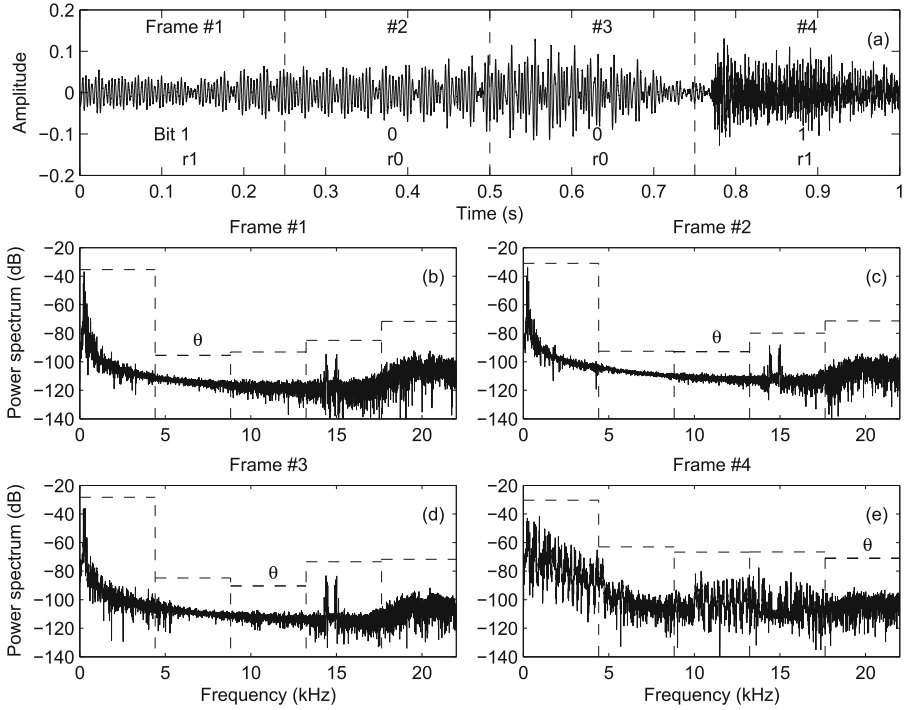 0.2
Frame #1 #2 #3 #4
(a)
0.1
Amplitude
0
−0.1
Bit 1 0 0 1
r1 r0 r0 r1
−0.2
0 0.1 0.2 0.3 0.4 0.5 0.6 0.7 0.8 0.9 1
Time (s)
Frame #1
Power spectrum (dB)
−20
−40
−60
−80
−100
−120
−140
(b)
θ
0 5 10 15 20
Frame #2
−20
−40
−60
−80
−100
−120
−140
(c)
θ
0 5 10 15 20
Frame #3
Power spectrum (dB)
−20
−40
−60
−80
−100
−120
−140
(d)
θ
0 5 10 15 20
Frequency (kHz)
Frame #4
−20
−40
−60
−80
−100
−120
−140
(e)
θ
0 5 10 15 20
Frequency (kHz)